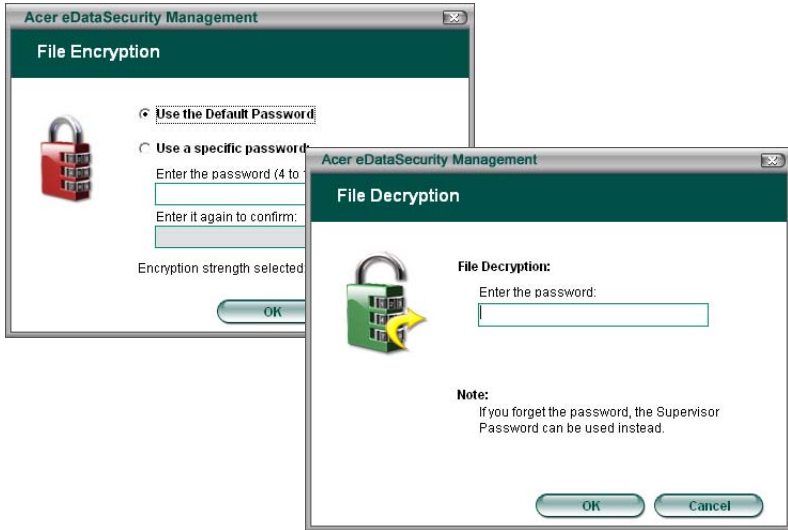 Acer eDataSecurity Management
File Encryption
Use the Default Password
Use a specific password:
Enter the password (4 to
Enter it again to confirm:
Encryption strength selected
OK
Acer eDataSecurity Management
File Decryption
File Decryption:
Enter the password:
Note:
If you forget the password, the Supervisor
Password can be used instead.
OK
Cancel